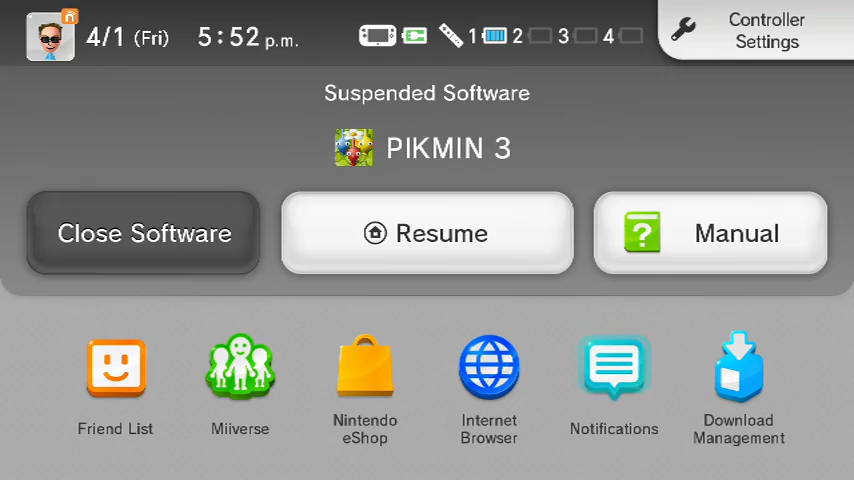 4/1 (Fri) 5:52 p.m. 1 2 3 4
Controller
Settings
Suspended Software
PIKMIN 3
Close Software
Resume
? Manual
Friend List
Miiverse
Nintendo
eShop
Internet
Browser
Notifications
Download
Management